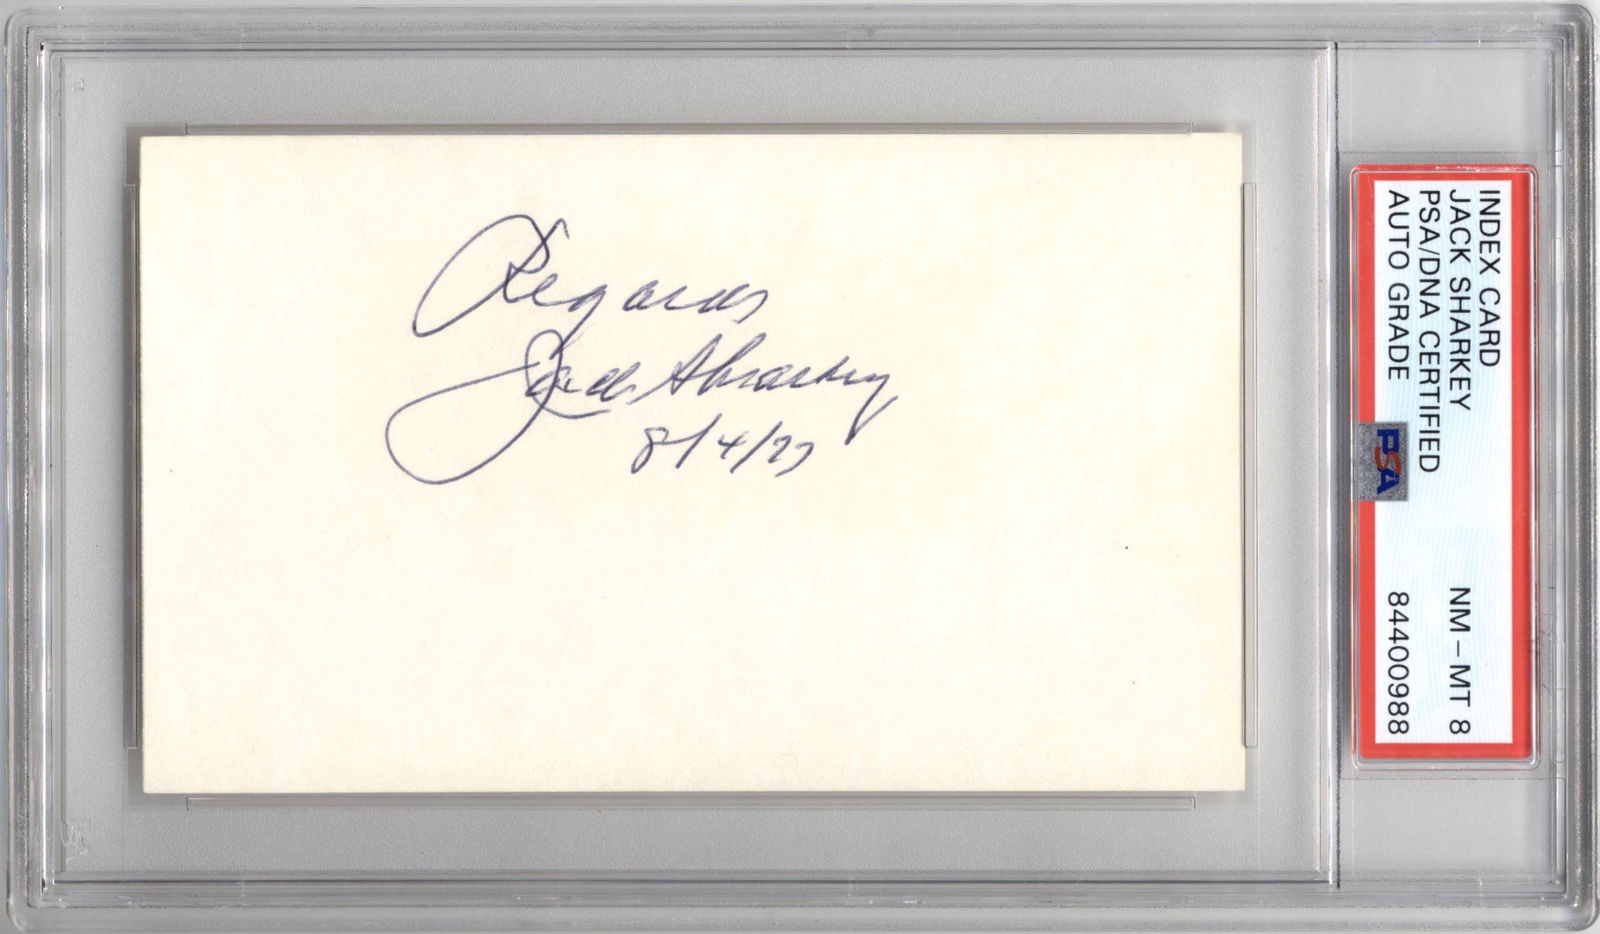 Regards
Jack Sharkey
8/4/77
INDEX CARD
JACK SHARKEY NM - MT 8
PSA/DNA CERTIFIED
AUTO GRADE 84400988
PSA